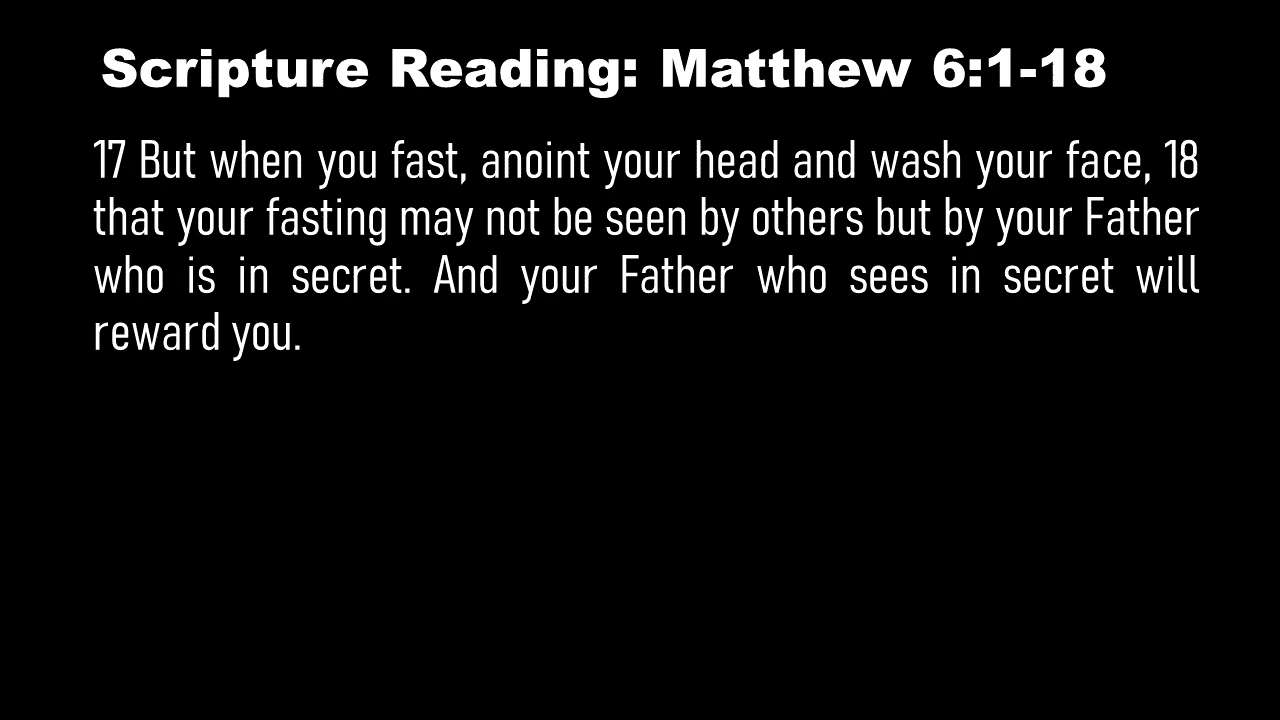 Scripture Reading: Matthew 6:1-18
17 But when you fast, anoint your head and wash your face, 18
that your fasting may not be seen by others but by your Father
who is in secret. And your Father who sees in secret will
reward you.